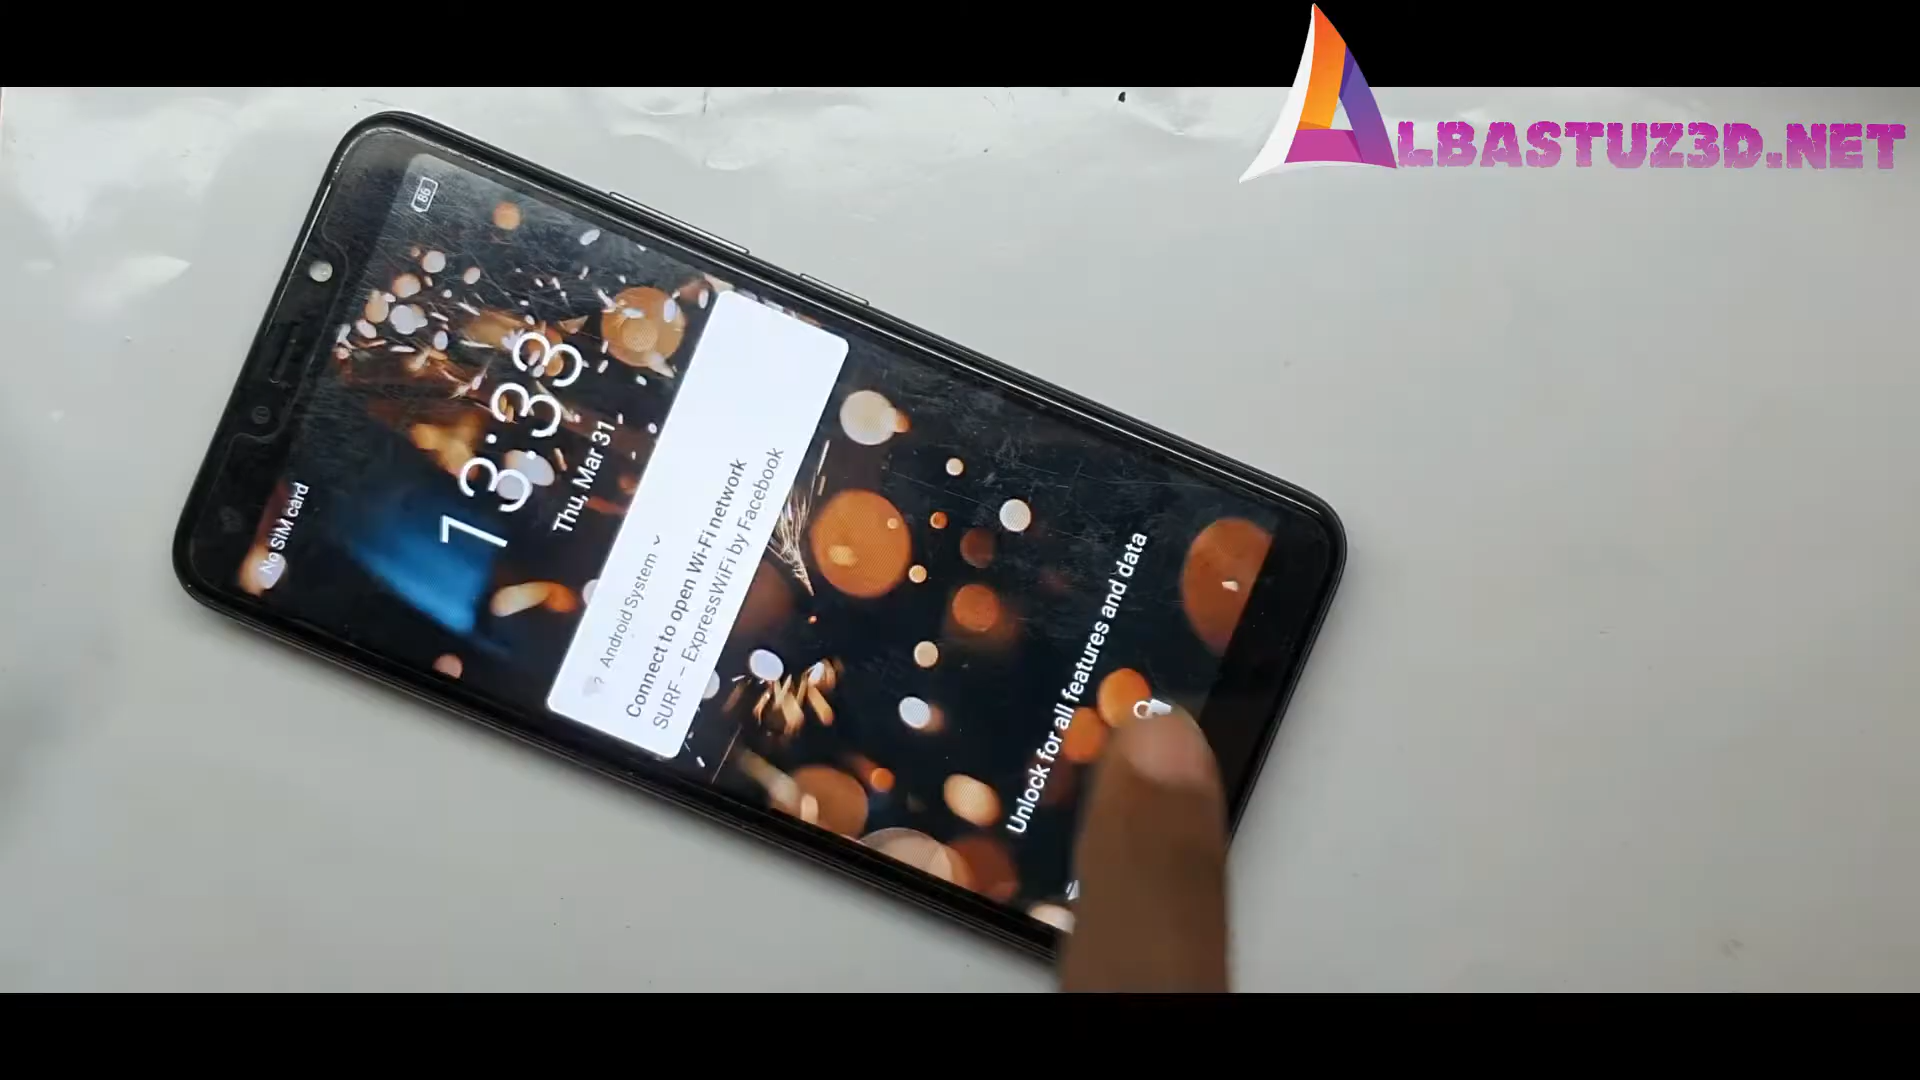 ALBASTUZ3D.NET
86
No SIM card
13:33
Thu, Mar 31
Android System
Connect to open Wi-Fi network
SURF – ExpressWiFi by Facebook
Unlock for all features and data